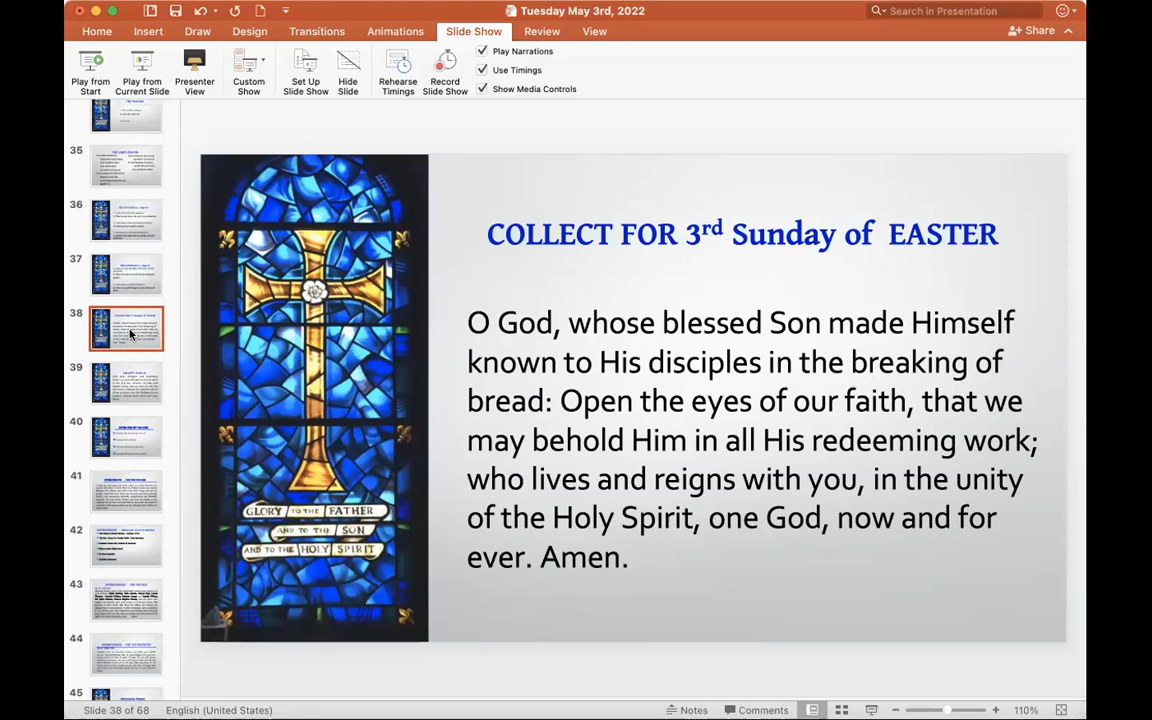 Tuesday May 3rd, 2022
Search in Presentation
Home Insert Draw Design Transitions Animations Slide Show Review View
Share
Play from Start
Play from Current Slide
Presenter View
Custom Show
Set Up Slide Show
Hide Slide
Rehearse Timings
Record Slide Show
Play Narrations
Use Timings
Show Media Controls
35
36
37
38
39
40
41
42
43
44
45
COLLECT FOR 3rd Sunday of EASTER
O God, whose blessed Son made Himself
known to His disciples in the breaking of
bread: Open the eyes of our faith, that we
may behold Him in all His redeeming work;
who lives and reigns with you, in the unity
of the Holy Spirit, one God, now and for
ever. Amen.
GLORY TO THE FATHER
AND TO THE SON
AND TO THE HOLY SPIRIT
Slide 38 of 68 English (United States)
Notes Comments 110%